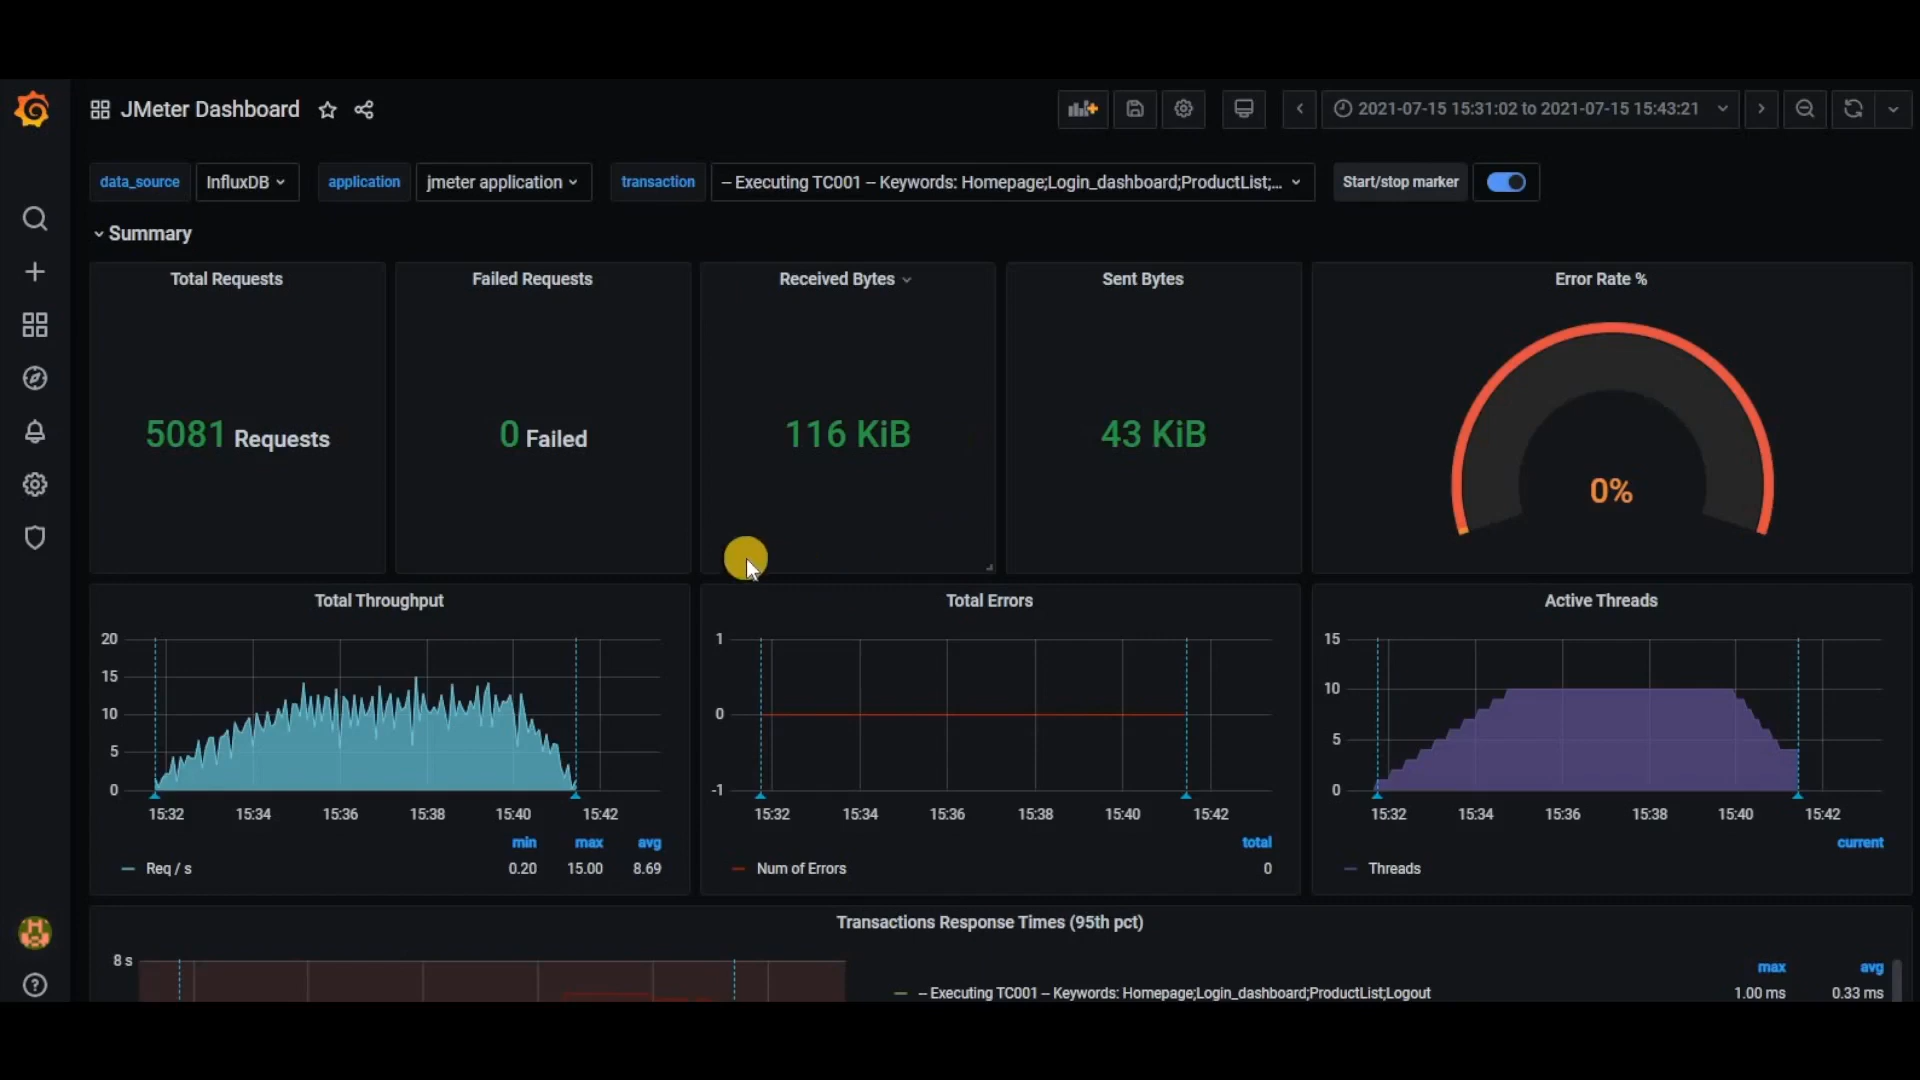 JMeter Dashboard
2021-07-15 15:31:02 to 2021-07-15 15:43:21
data_source InfluxDB application jmeter application transaction -- Executing TC001 -- Keywords: Homepage;Login_dashboard;ProductList;... Start/stop marker
Summary
Total Requests
5081 Requests
Failed Requests
0 Failed
Received Bytes
116 KiB
Sent Bytes
43 KiB
Error Rate %
0%
Total Throughput
20
15
10
5
0
15:32 15:34 15:36 15:38 15:40 15:42
min max avg
Req / s 0.20 15.00 8.69
Total Errors
1
0
-1
15:32 15:34 15:36 15:38 15:40 15:42
total
Num of Errors 0
Active Threads
15
10
5
0
15:32 15:34 15:36 15:38 15:40 15:42
current
Threads
Transactions Response Times (95th pct)
8 s
max avg
-- Executing TC001 -- Keywords: Homepage;Login_dashboard;ProductList;Logout 1.00 ms 0.33 ms